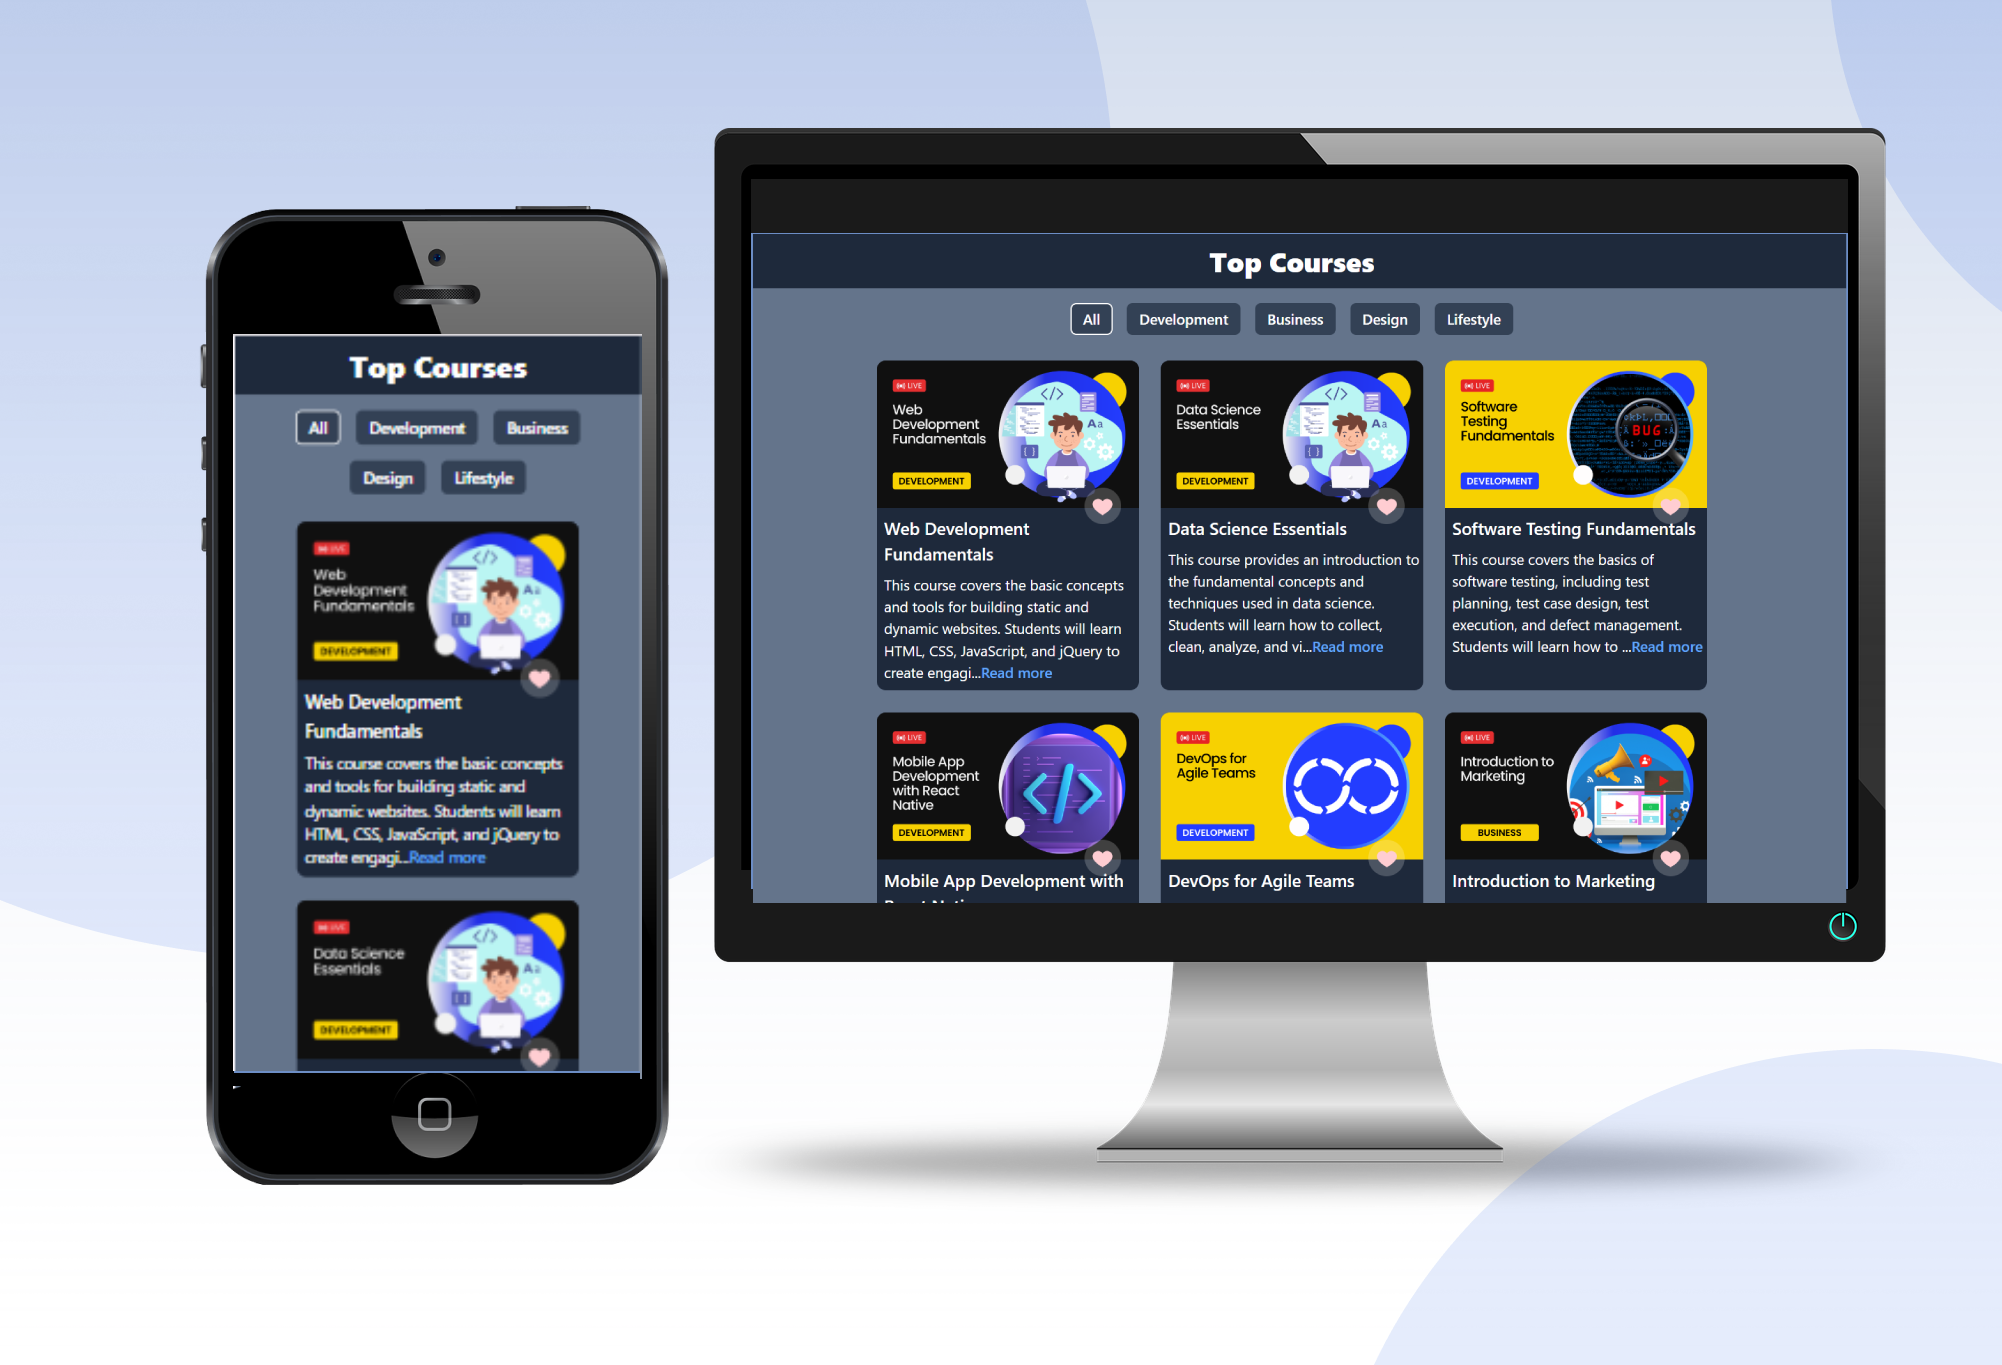 Top Courses
All
Development
Business
Design
Lifestyle
LIVE
Web
Development
Fundamentals
DEVELOPMENT
Web Development
Fundamentals
This course covers the basic concepts
and tools for building static and
dynamic websites. Students will learn
HTML, CSS, JavaScript, and jQuery to
create engagi...Read more
LIVE
Data Science
Essentials
DEVELOPMENT
Top Courses
All
Development
Business
Design
Lifestyle
LIVE
Web
Development
Fundamentals
DEVELOPMENT
Web Development
Fundamentals
This course covers the basic concepts
and tools for building static and
dynamic websites. Students will learn
HTML, CSS, JavaScript, and jQuery to
create engagi...Read more
LIVE
Data Science
Essentials
DEVELOPMENT
Data Science Essentials
This course provides an introduction to
the fundamental concepts and
techniques used in data science.
Students will learn how to collect,
clean, analyze, and vi...Read more
LIVE
Software
Testing
Fundamentals
BUG
DEVELOPMENT
Software Testing Fundamentals
This course covers the basics of
software testing, including test
planning, test case design, test
execution, and defect management.
Students will learn how to ...Read more
LIVE
Mobile App
Development
with React
Native
DEVELOPMENT
Mobile App Development with
LIVE
DevOps for
Agile Teams
DEVELOPMENT
DevOps for Agile Teams
LIVE
Introduction to
Marketing
BUSINESS
Introduction to Marketing